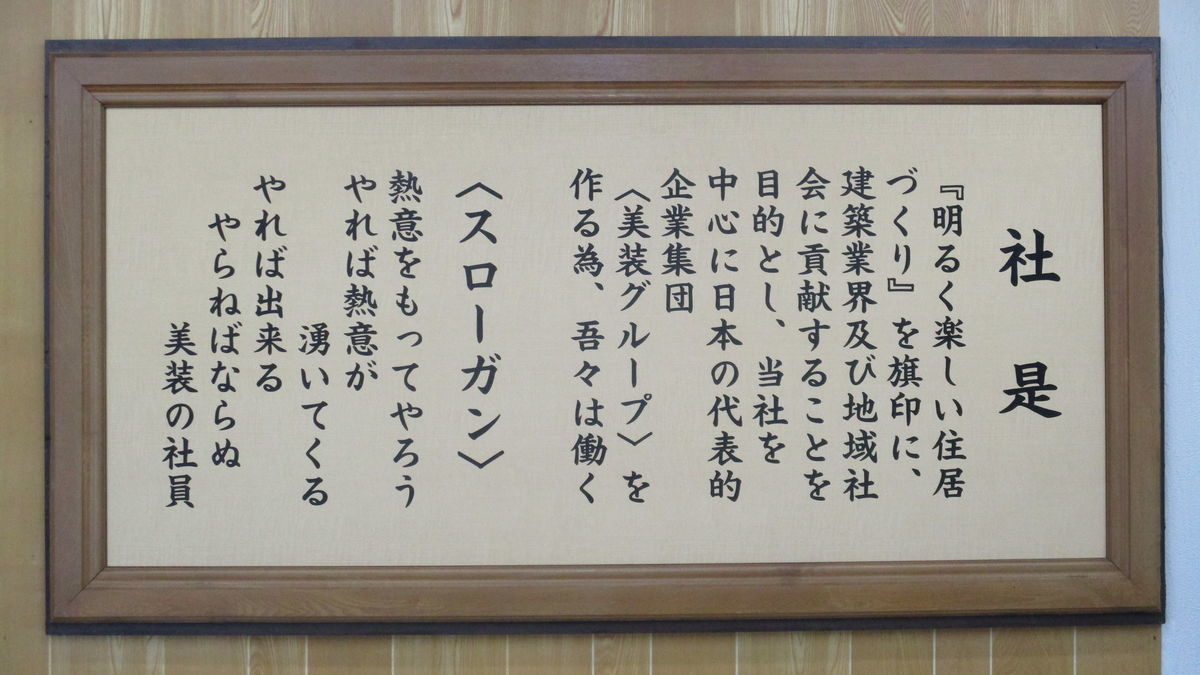 社是
『明るく楽しい住居
づくり』を旗印に、
建築業界及び地域社
会に貢献することを
目的とし、当社を
中心に日本の代表的
企業集団
〈美装グループ〉を
作る為、吾々は働く
〈スローガン〉
熱意をもってやろう
やれば熱意が
湧いてくる
やれば出来る
やらねばならぬ
美装の社員